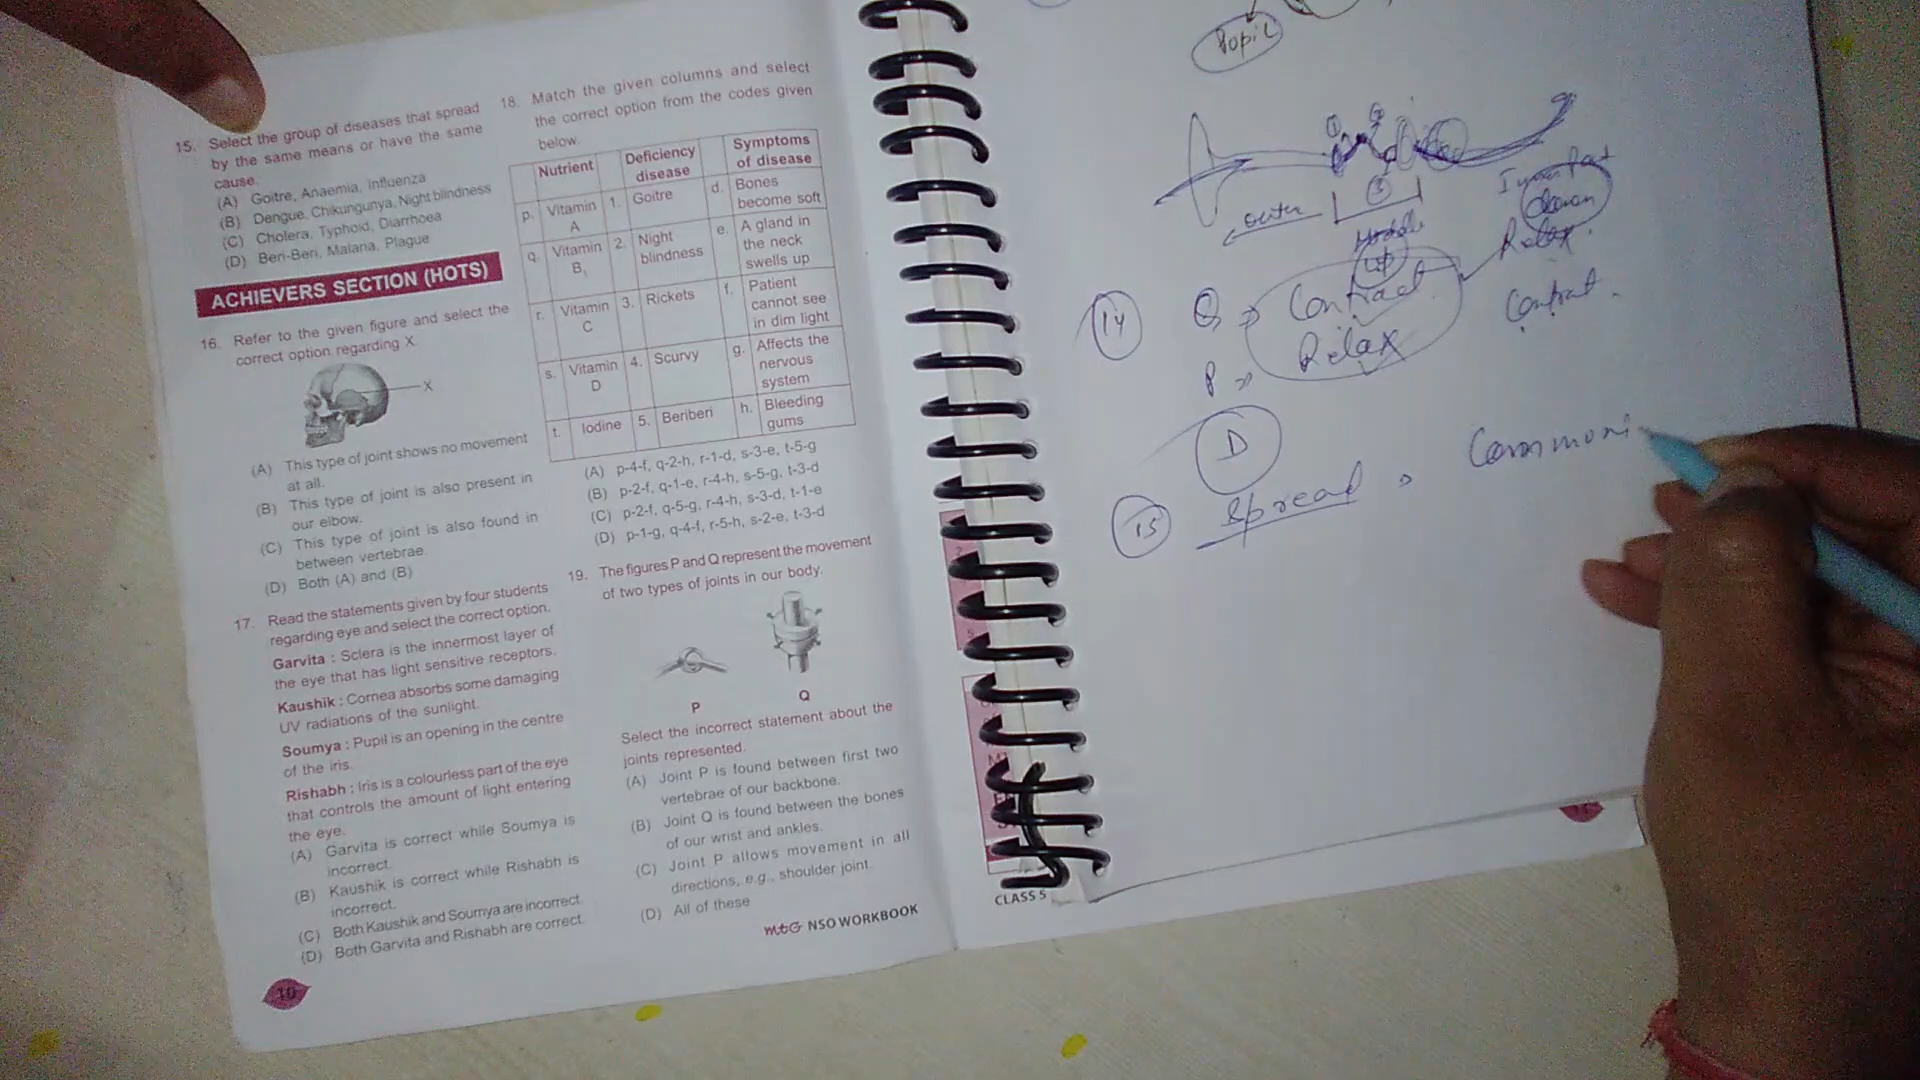 15. Select the group of diseases that spread
by the same means or have the same
cause.
(A) Goitre, Anaemia, Influenza
(B) Dengue, Chikungunya, Night blindness
(C) Cholera, Typhoid, Diarrhoea
(D) Beri-Beri, Malaria, Plague
ACHIEVERS SECTION (HOTS)
16. Refer to the given figure and select the
correct option regarding X.
X
(A) This type of joint shows no movement
at all.
(B) This type of joint is also present in
our elbow.
(C) This type of joint is also found in
between vertebrae.
(D) Both (A) and (B)
17. Read the statements given by four students
regarding eye and select the correct option.
Garvita : Sclera is the innermost layer of
the eye that has light sensitive receptors.
Kaushik : Cornea absorbs some damaging
UV radiations of the sunlight.
Soumya : Pupil is an opening in the centre
of the iris.
Rishabh : Iris is a colourless part of the eye
that controls the amount of light entering
the eye.
(A) Garvita is correct while Soumya is
incorrect.
(B) Kaushik is correct while Rishabh is
incorrect.
(C) Both Kaushik and Soumya are incorrect.
(D) Both Garvita and Rishabh are correct.
10
18. Match the given columns and select
the correct option from the codes given
below.
Nutrient Deficiency disease Symptoms of disease
p. Vitamin A 1. Goitre d. Bones become soft
q. Vitamin B1 2. Night blindness e. A gland in the neck swells up
r. Vitamin C 3. Rickets f. Patient cannot see in dim light
s. Vitamin D 4. Scurvy g. Affects the nervous system
t. Iodine 5. Beriberi h. Bleeding gums
(A) p-4-f, q-2-h, r-1-d, s-3-e, t-5-g
(B) p-2-f, q-1-e, r-4-h, s-5-g, t-3-d
(C) p-2-f, q-5-g, r-4-h, s-3-d, t-1-e
(D) p-1-g, q-4-f, r-5-h, s-2-e, t-3-d
19. The figures P and Q represent the movement
of two types of joints in our body.
P Q
Select the incorrect statement about the
joints represented.
(A) Joint P is found between first two
vertebrae of our backbone.
(B) Joint Q is found between the bones
of our wrist and ankles.
(C) Joint P allows movement in all
directions, e.g., shoulder joint.
(D) All of these
mtG NSO WORKBOOK
CLASS 5
Popil
outer
3
Relax.
up
14 Q Contract Contrat.
P Relax
D
15 Spread Communi